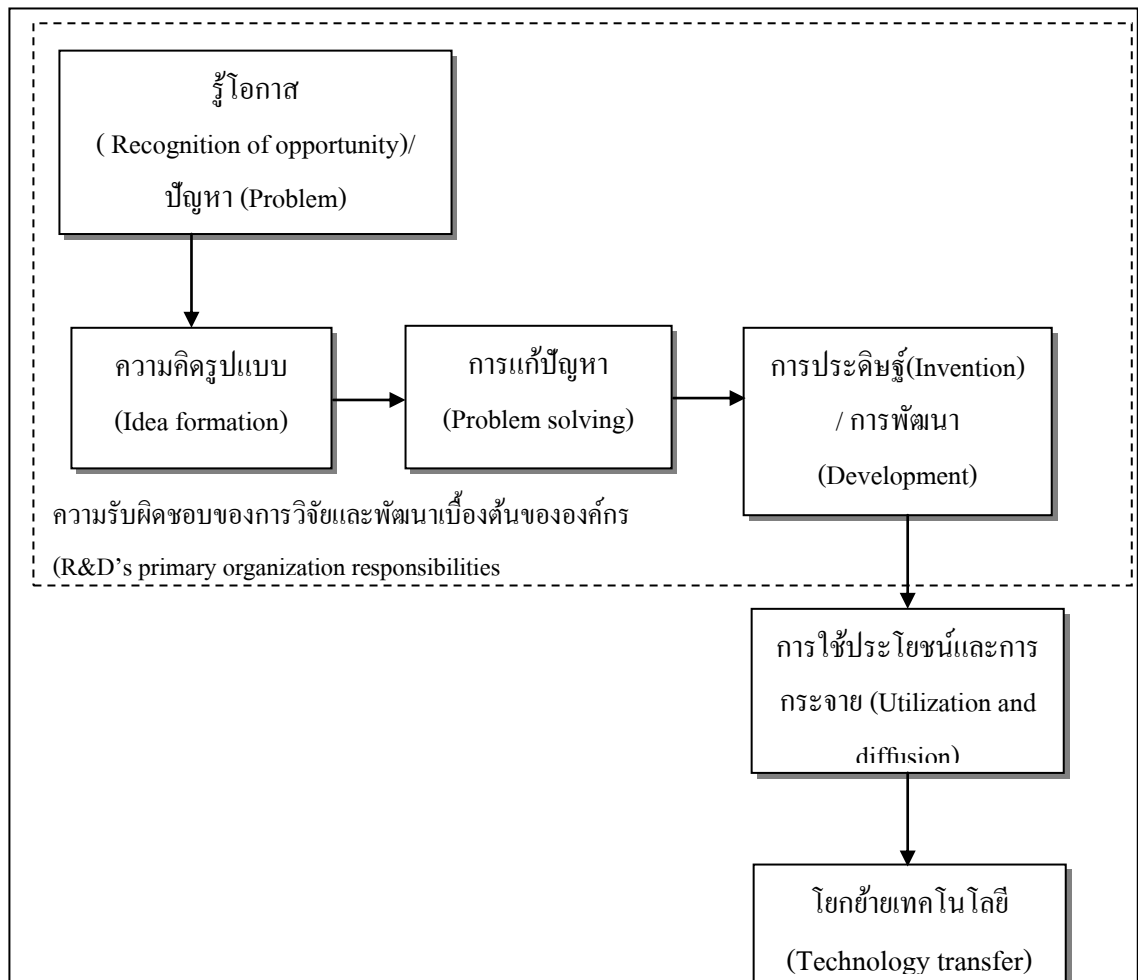 รู้โอกาส
( Recognition of opportunity)/
ปัญหา (Problem)
ความคิดรูปแบบ
(Idea formation)
การแก้ปัญหา
(Problem solving)
การประดิษฐ์(Invention)
/ การพัฒนา
(Development)
ความรับผิดชอบของการวิจัยและพัฒนาเบื้องต้นขององค์กร
(R&D’s primary organization responsibilities
การใช้ประโยชน์และการ
กระจาย (Utilization and
diffusion)
โยกย้ายเทคโนโลยี
(Technology transfer)